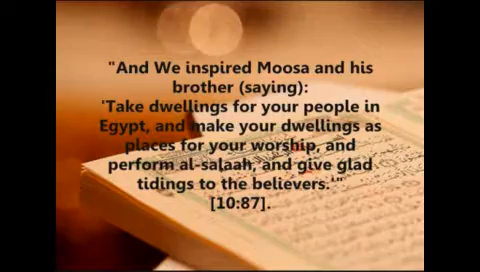 "And We inspired Moosa and his
brother (saying):
'Take dwellings for your people in
Egypt, and make your dwellings as
places for your worship, and
perform al-salaah, and give glad
tidings to the believers.'"
[10:87].